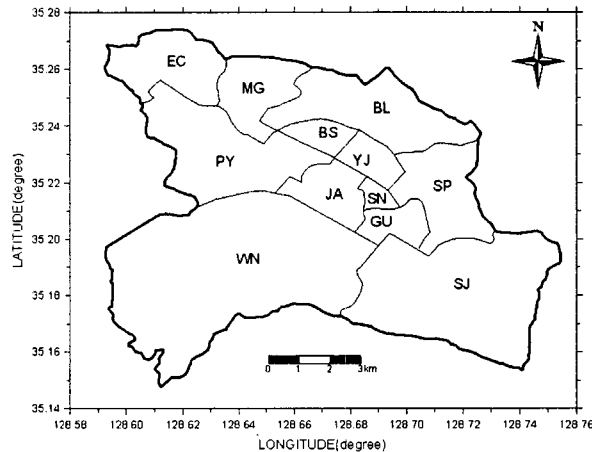 35.28
35.26
35.24
35.22
35.20
35.18
35.16
35.14
LATITUDE(degree)
N
EC
MG
BL
BS
YJ
PY
SP
JA
SN
GU
WN
SJ
0 1 2 3km
128 58 128 60 128 62 128 64 128 66 128 68 128 70 128 72 128 74 128 76
LONGITUDE(degree)